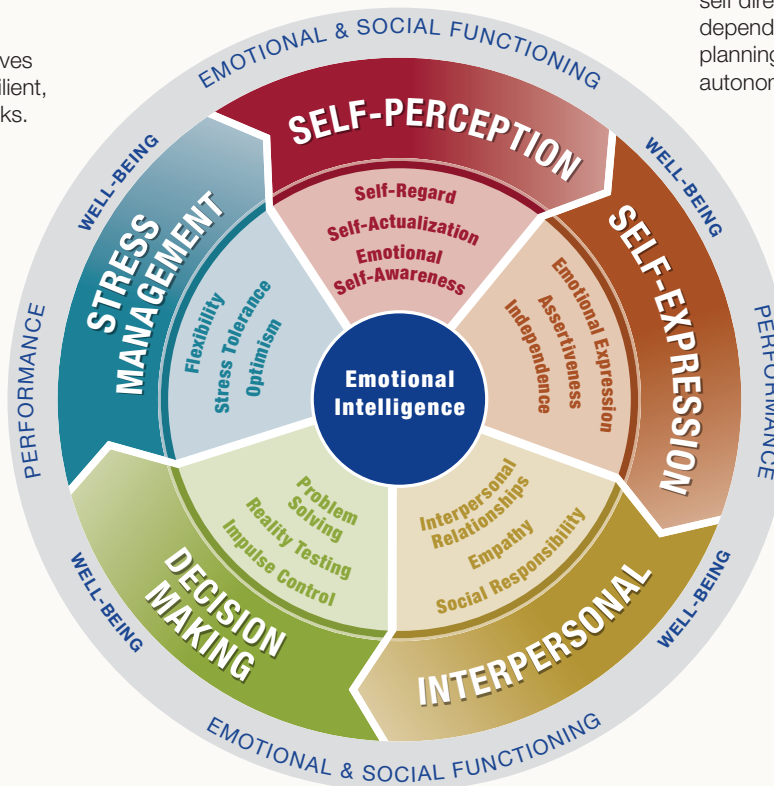 ves
ilient,
ks.
self dire
depend
planning
autonom
EMOTIONAL & SOCIAL FUNCTIONING
WELL-BEING
WELL-BEING
PERFORMANCE
PERFORMANCE
WELL-BEING
WELL-BEING
EMOTIONAL & SOCIAL FUNCTIONING
SELF-PERCEPTION
Self-Regard
Self-Actualization
Emotional
Self-Awareness
SELF-EXPRESSION
Emotional Expression
Assertiveness
Independence
INTERPERSONAL
Interpersonal
Relationships
Empathy
Social Responsibility
DECISION
MAKING
Problem
Solving
Reality Testing
Impulse Control
STRESS
MANAGEMENT
Flexibility
Stress Tolerance
Optimism
Emotional
Intelligence